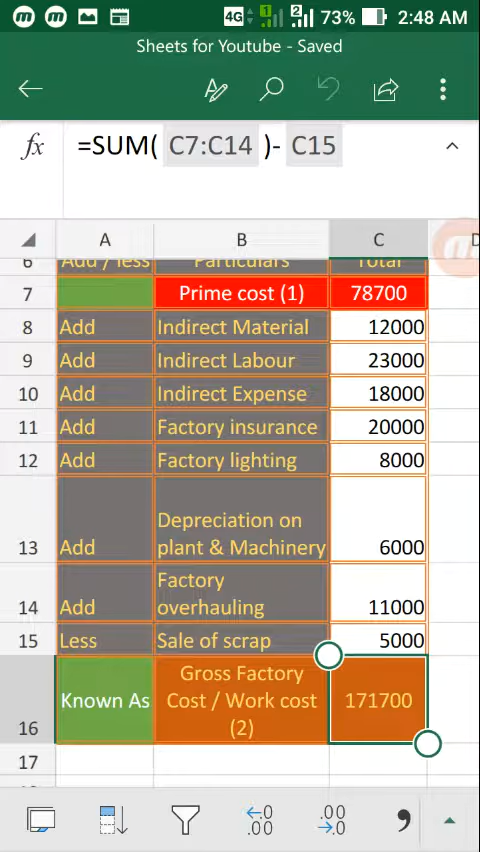 4G 1 2 73% 2:48 AM
Sheets for Youtube - Saved
fx =SUM( C7:C14 )- C15
A B C D
6 Add / less Particulars Total
7 Prime cost (1) 78700
8 Add Indirect Material 12000
9 Add Indirect Labour 23000
10 Add Indirect Expense 18000
11 Add Factory insurance 20000
12 Add Factory lighting 8000
Depreciation on
13 Add plant & Machinery 6000
Factory
14 Add overhauling 11000
15 Less Sale of scrap 5000
Gross Factory
Known As Cost / Work cost 171700
16 (2)
17
←.0 .00
.00 →.0